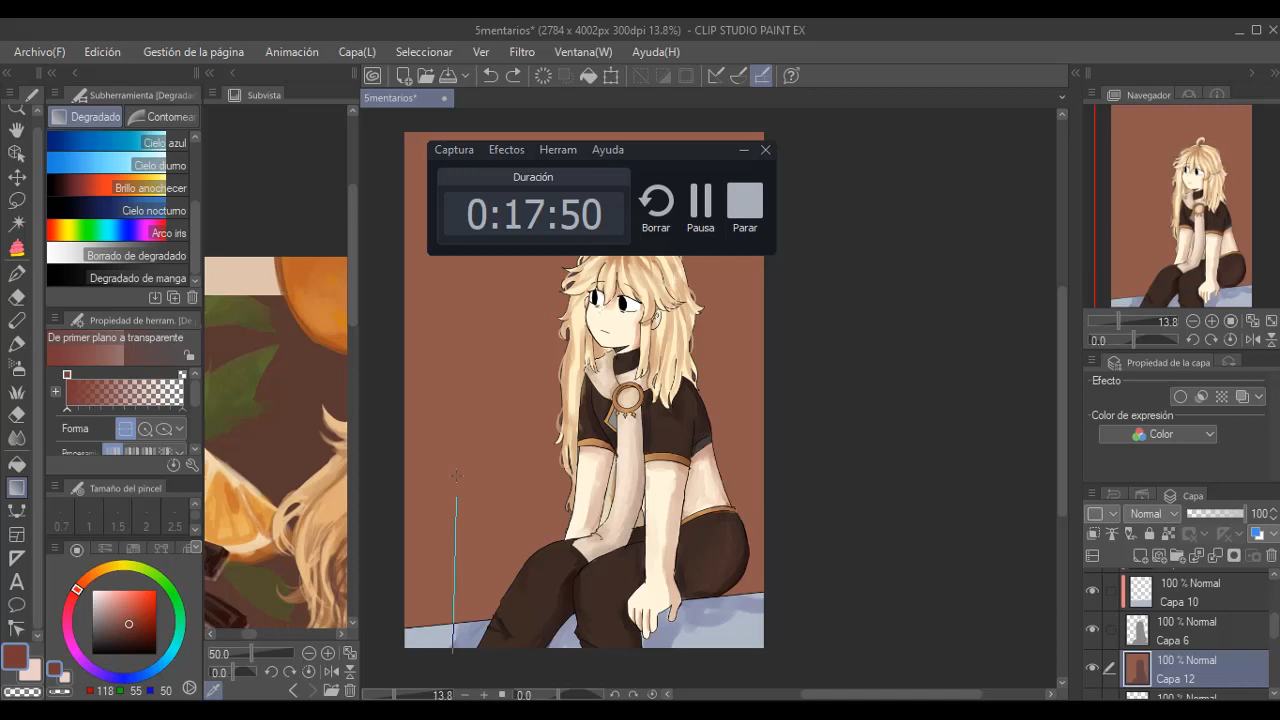 5mentarios* (2784 x 4002px 300dpi 13.8%) - CLIP STUDIO PAINT EX
Archivo(F) Edición Gestión de la página Animación Capa(L) Seleccionar Ver Filtro Ventana(W) Ayuda(H)
Subherramienta [Degradad
Subvista
5mentarios*
Navegador
Degradado
Contornear
Cielo azul
Cielo diurno
Brillo anochecer
Cielo nocturno
Arco iris
Borrado de degradado
Degradado de manga
Captura Efectos Herram Ayuda
Duración
0:17:50
Borrar Pausa Parar
Propiedad de herram. [De
De primer plano a transparente
Forma
Tamaño del pincel
0.7 1 1.5 2 2.5
50.0
0.0
118 55 50
13.8
0.0
13.8
0.0
Propiedad de la capa
Efecto
Color de expresión
Color
Capa
Normal 100
100 % Normal
Capa 10
100 % Normal
Capa 6
100 % Normal
Capa 12